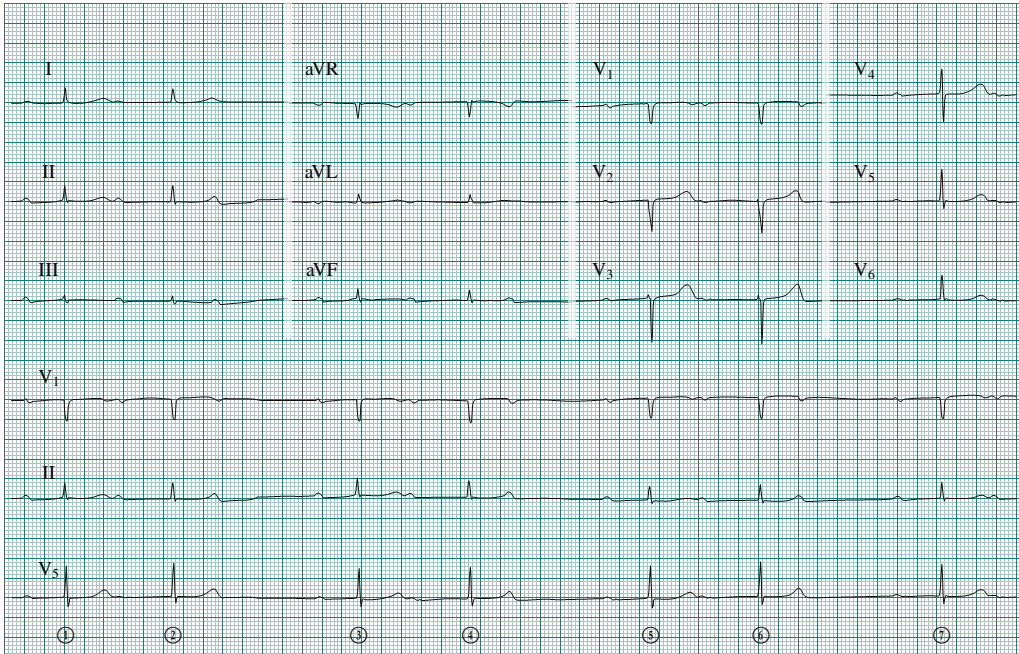 I aVR V₁ V₄
II aVL V₂ V₅
III aVF V₃ V₆
V₁
II
V₅
① ② ③ ④ ⑤ ⑥ ⑦